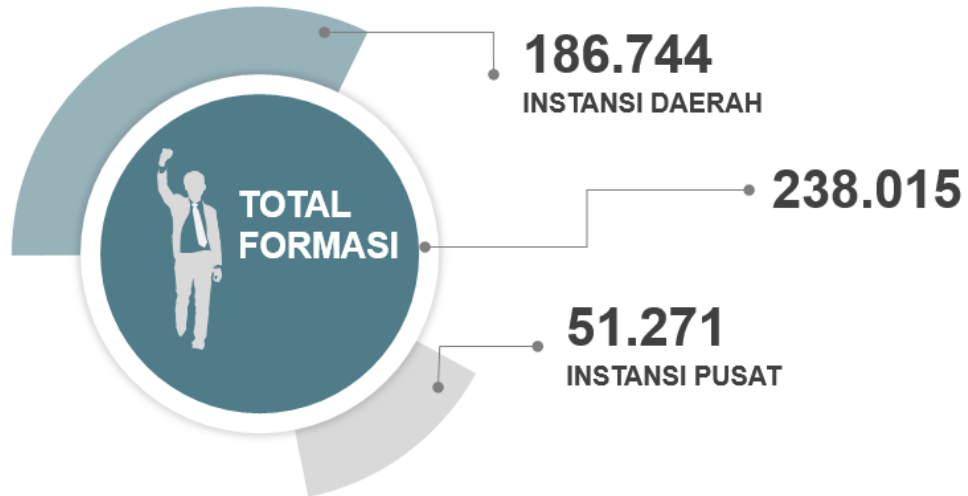 186.744
INSTANSI DAERAH
TOTAL
FORMASI
238.015
51.271
INSTANSI PUSAT